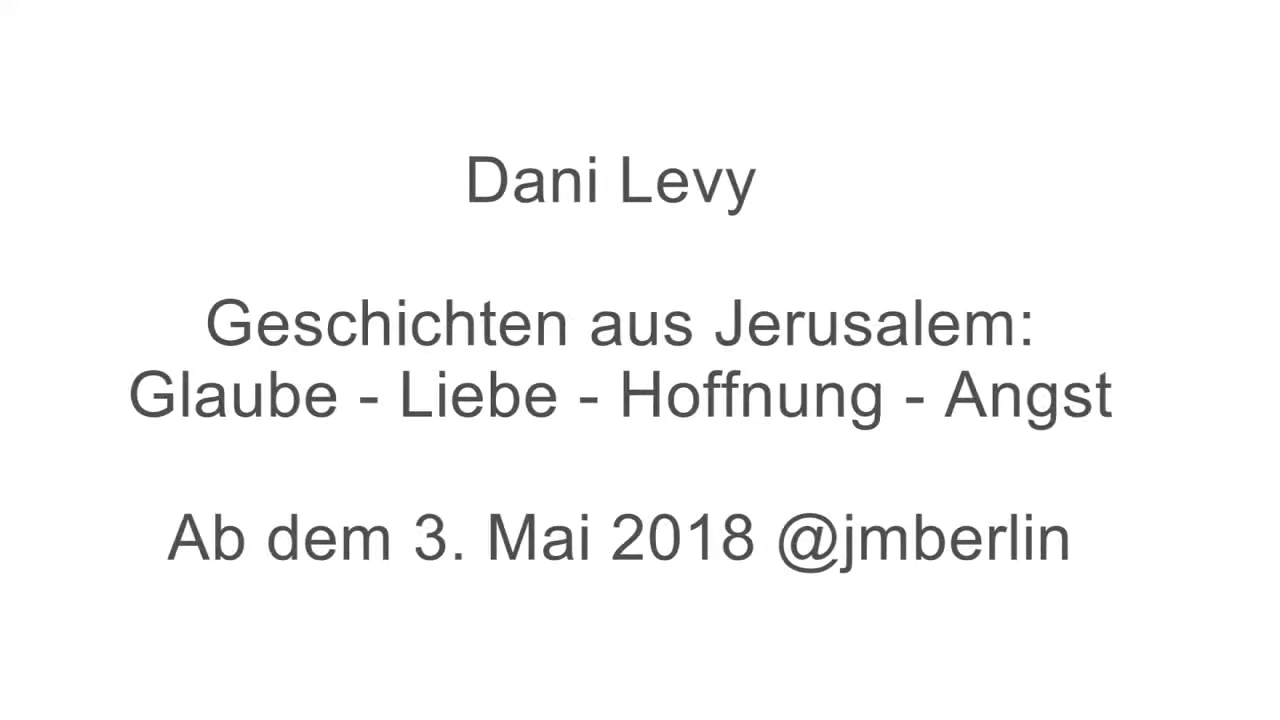 Dani Levy
Geschichten aus Jerusalem:
Glaube - Liebe - Hoffnung - Angst
Ab dem 3. Mai 2018 @jmberlin